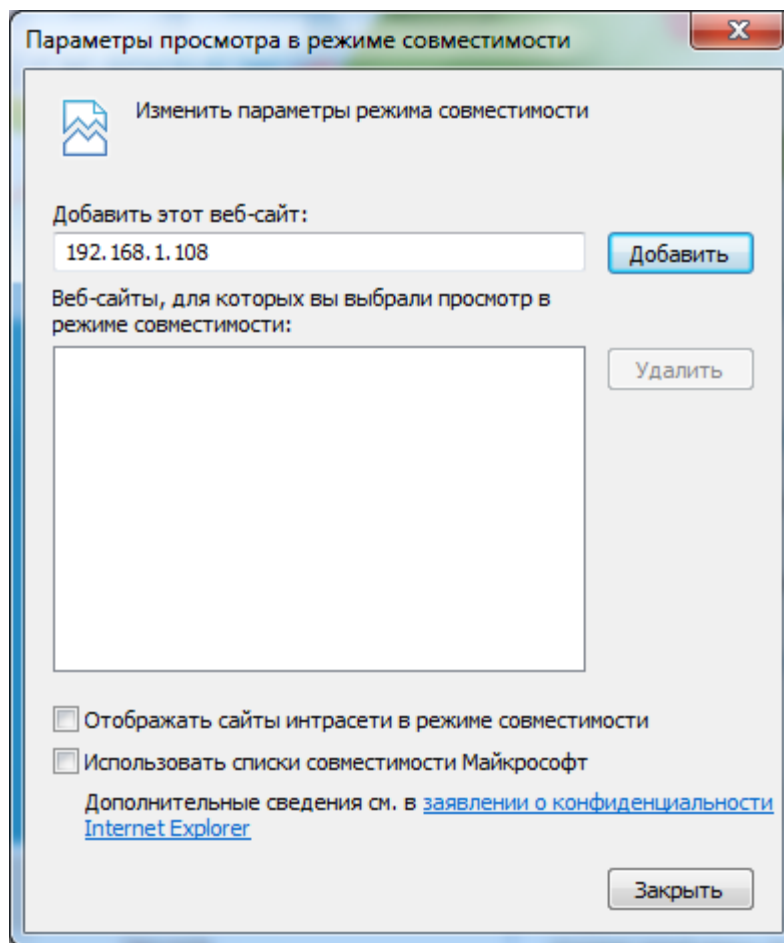 Параметры просмотра в режиме совместимости
Изменить параметры режима совместимости
Добавить этот веб-сайт:
192.168.1.108
Добавить
Веб-сайты, для которых вы выбрали просмотр в
режиме совместимости:
Удалить
Отображать сайты интрасети в режиме совместимости
Использовать списки совместимости Майкрософт
Дополнительные сведения см. в заявлении о конфиденциальности
Internet Explorer
Закрыть